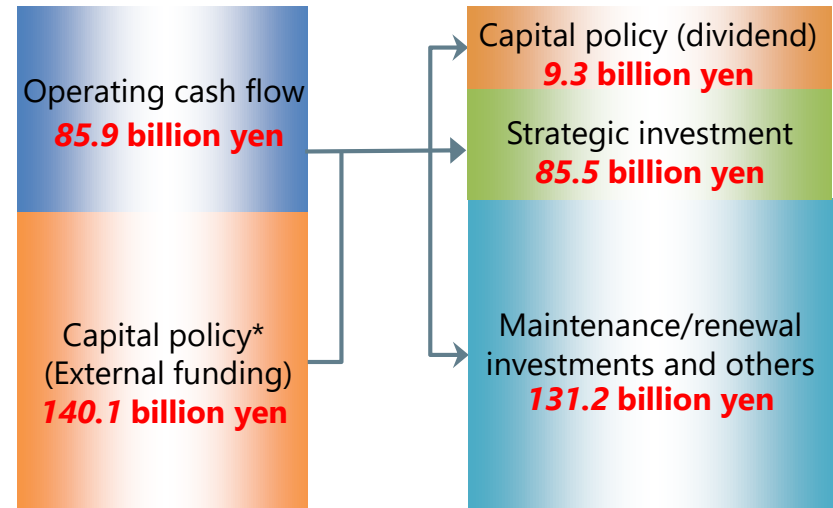 Operating cash flow
85.9 billion yen
Capital policy*
(External funding)
140.1 billion yen
Capital policy (dividend)
9.3 billion yen
Strategic investment
85.5 billion yen
Maintenance/renewal
investments and others
131.2 billion yen